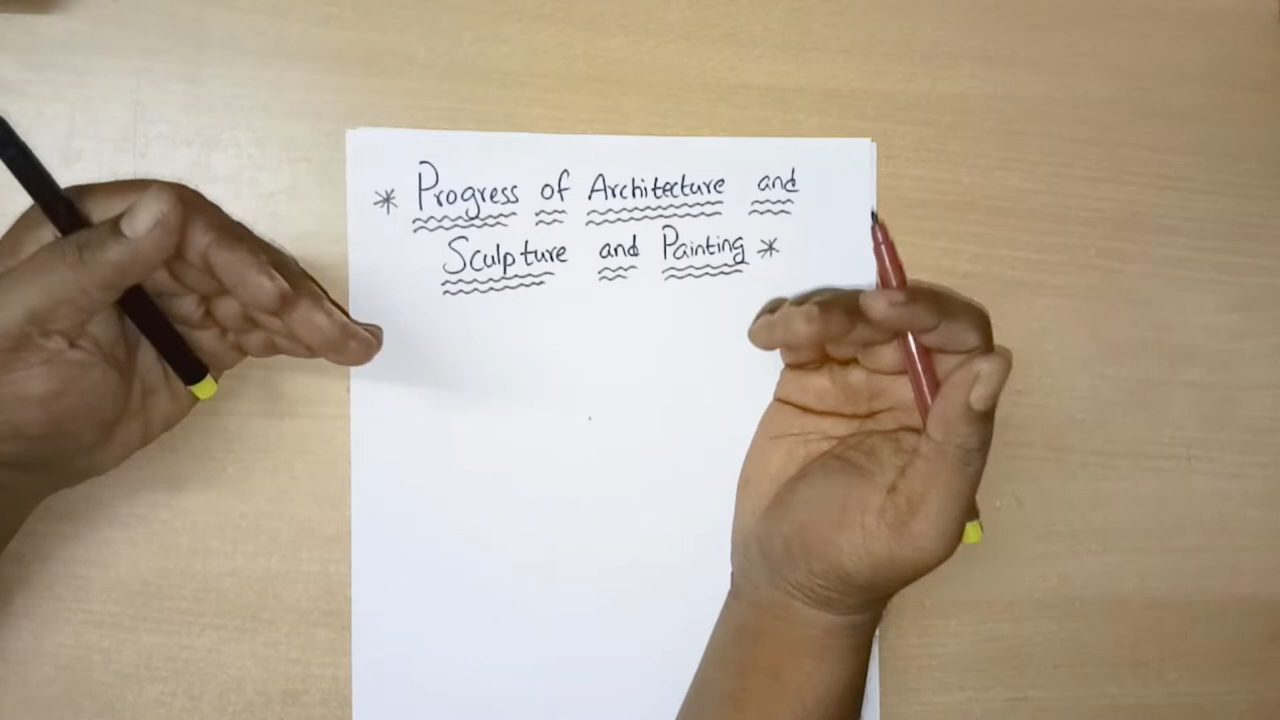 * Progress of Architecture and
Sculpture and Painting *